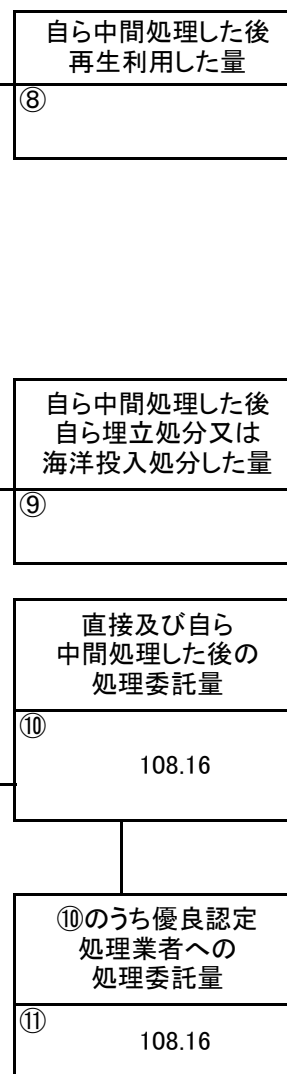 自ら中間処理した後
再生利用した量
⑧
自ら中間処理した後
自ら埋立処分又は
海洋投入処分した量
⑨
直接及び自ら
中間処理した後の
処理委託量
⑩
108.16
⑩のうち優良認定
処理業者への
処理委託量
⑪
108.16